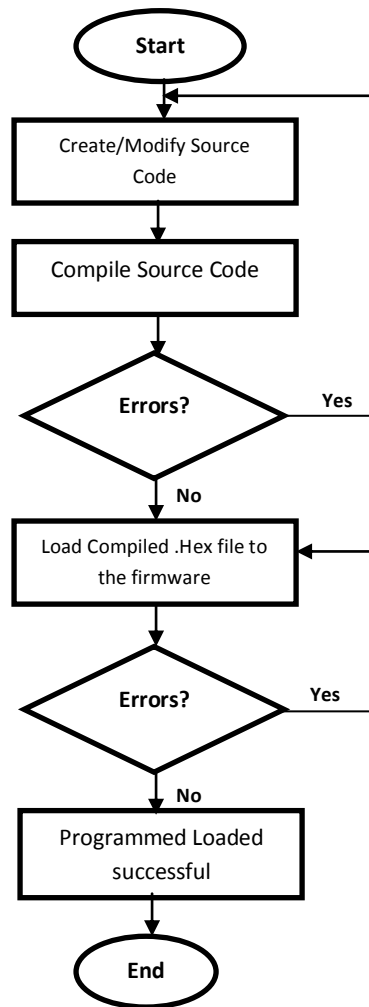 Start
Create/Modify Source
Code
Compile Source Code
Errors?
Yes
No
Load Compiled .Hex file to
the firmware
Errors?
Yes
No
Programmed Loaded
successful
End